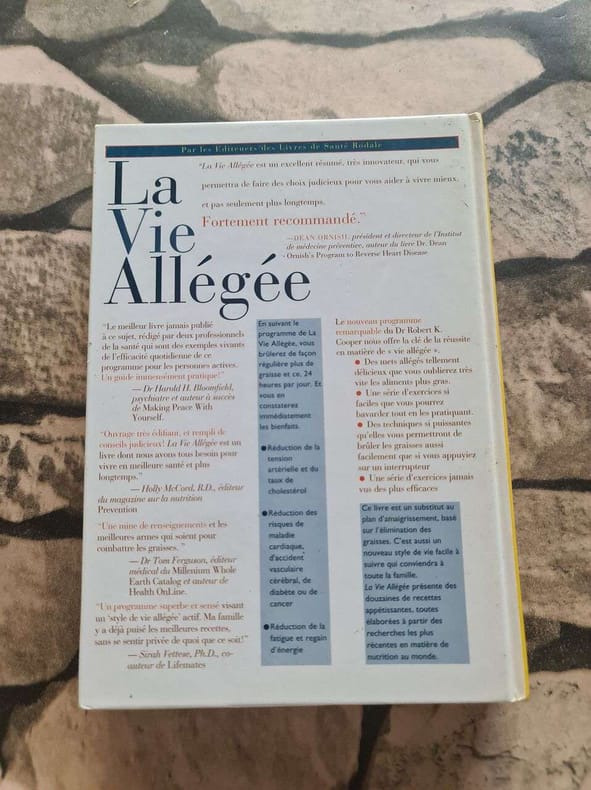 Par les Editeuers des Livres de Santé Rodale
La
Vie
Allégée
“La Vie Allégée est un excellent résumé, très innovateur, qui vous
permettra de faire des choix judicieux pour vous aider à vivre mieux,
et pas seulement plus longtemps.
Fortement recommandé.”
—DEAN ORNISH, président et directeur de l'Institut
de médecine préventive, auteur du livre Dr. Dean
Ornish's Program to Reverse Heart Disease
“Le meilleur livre jamais publié
à ce sujet, rédigé par deux professionnels
de la santé qui sont des exemples vivants
de l'efficacité quotidienne de ce
programme pour les personnes actives.
Un guide immensément pratique!”
— Dr Harold H. Bloomfield,
psychiatre et auteur à succès
de Making Peace With
Yourself.
“Ouvrage très édifiant, et rempli de
conseils judicieux! La Vie Allégée est un
livre dont nous avons tous besoin pour
vivre en meilleure santé et plus
longtemps.”
— Holly McCord, R.D., éditeur
du magasine sur la nutrition
Prevention
“Une mine de renseignements et les
meilleures armes qui soient pour
combattre les graisses. ”
— Dr Tom Ferguson, éditeur
médical du Millenium Whole
Earth Catalog et auteur de
Health OnLine.
“Un programme superbe et sensé visant
un 'style de vie allégée' actif. Ma famille
y a déjà puisé les meilleures recettes,
sans se sentir privée de quoi que ce soit!”
— Sirah Vettese, Ph.D., co-
auteur de Lifemates
En suivant le
programme de La
Vie Allégée, vous
brûlerez de façon
régulière plus de
graisse et ce, 24
heures par jour. Et
vous en
constaterez
immédiatement
les bienfaits.
●Réduction de la
tension
artérielle et du
taux de
cholestérol
●Réduction des
risques de
maladie
cardiaque,
d'accident
vasculaire
cérébral, de
diabète ou de
cancer
●Réduction de la
fatigue et regain
d'énergie
Le nouveau programme
remarquable du Dr Robert K.
Cooper nous offre la clé de la réussite
en matière de « vie allégée ».
● Des mets allégés tellement
délicieux que vous oublierez très
vite les aliments plus gras.
● Une série d'exercices si
faciles que vous pourrez
bavarder tout en les pratiquant.
● Des techniques si puissantes
qu'elles vous permettront de
brûler les graisses aussi
facilement que si vous appuyiez
sur un interrupteur
● Une série d'exercices jamais
vus des plus efficaces
Ce livre est un substitut au
plan d'amaigrissement, basé
sur l'élimination des
graisses. C'est aussi un
nouveau style de vie facile à
suivre qui conviendra à
toute la famille.
La Vie Allégée présente des
douzaines de recettes
appétissantes, toutes
élaborées à partir des
recherches les plus
récentes en matière de
nutrition au monde.